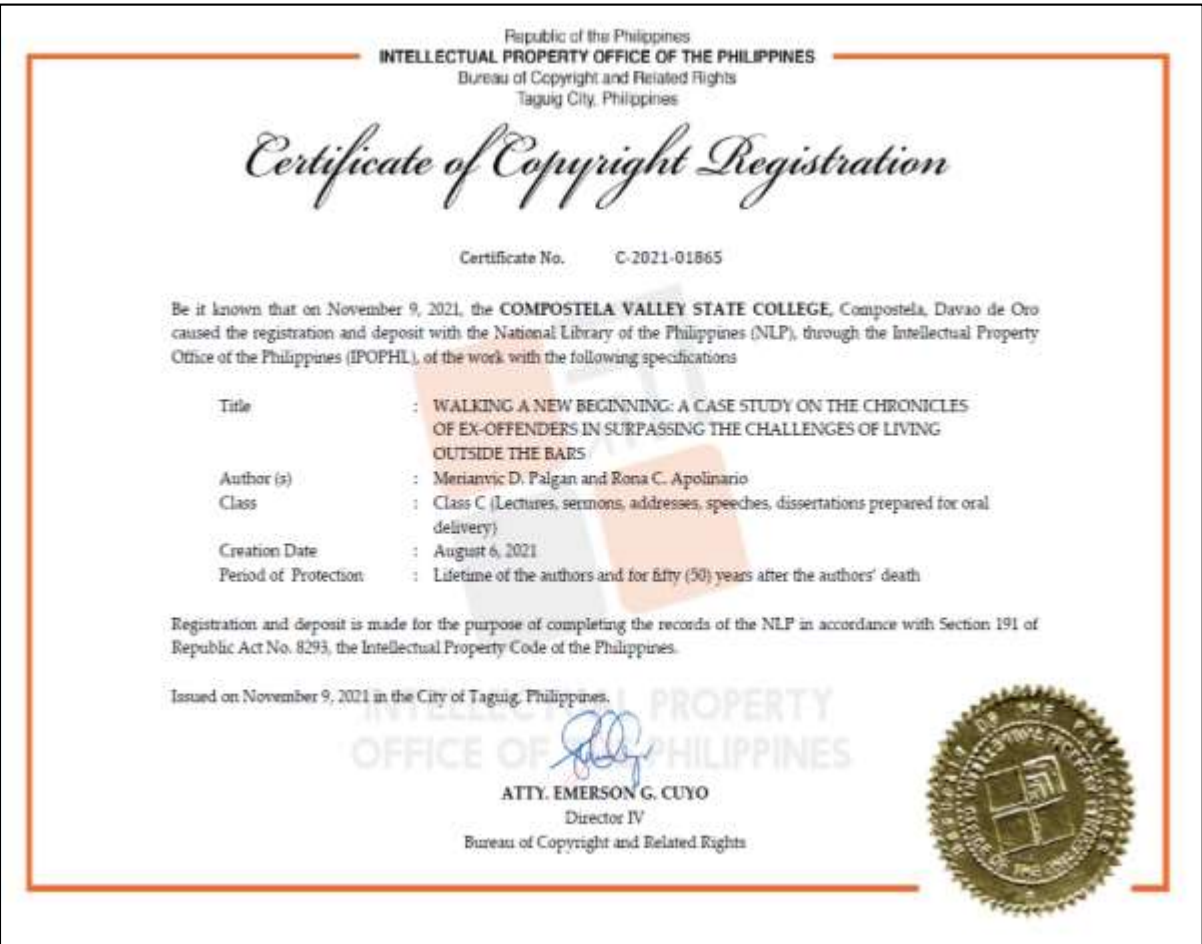 Republic of the Philippines
INTELLECTUAL PROPERTY OFFICE OF THE PHILIPPINES
Bureau of Copyright and Related Rights
Taguig City, Philippines
Certificate of Copyright Registration
Certificate No. C-2021-01865
Be it known that on November 9, 2021, the COMPOSTELA VALLEY STATE COLLEGE, Compostela, Davao de Oro
caused the registration and deposit with the National Library of the Philippines (NLP), through the Intellectual Property
Office of the Philippines (IPOPHL), of the work with the following specifications
Title : WALKING A NEW BEGINNING: A CASE STUDY ON THE CHRONICLES
OF EX-OFFENDERS IN SURPASSING THE CHALLENGES OF LIVING
OUTSIDE THE BARS
Author (s) : Merianvic D. Palgan and Rona C. Apolinario
Class : Class C (Lectures, sermons, addresses, speeches, dissertations prepared for oral
delivery)
Creation Date : August 6, 2021
Period of Protection : Lifetime of the authors and for fifty (50) years after the authors' death
Registration and deposit is made for the purpose of completing the records of the NLP in accordance with Section 191 of
Republic Act No. 8293, the Intellectual Property Code of the Philippines.
Issued on November 9, 2021 in the City of Taguig, Philippines.
INTELLECTUAL PROPERTY
OFFICE OF THE PHILIPPINES
ATTY. EMERSON G. CUYO
Director IV
Bureau of Copyright and Related Rights